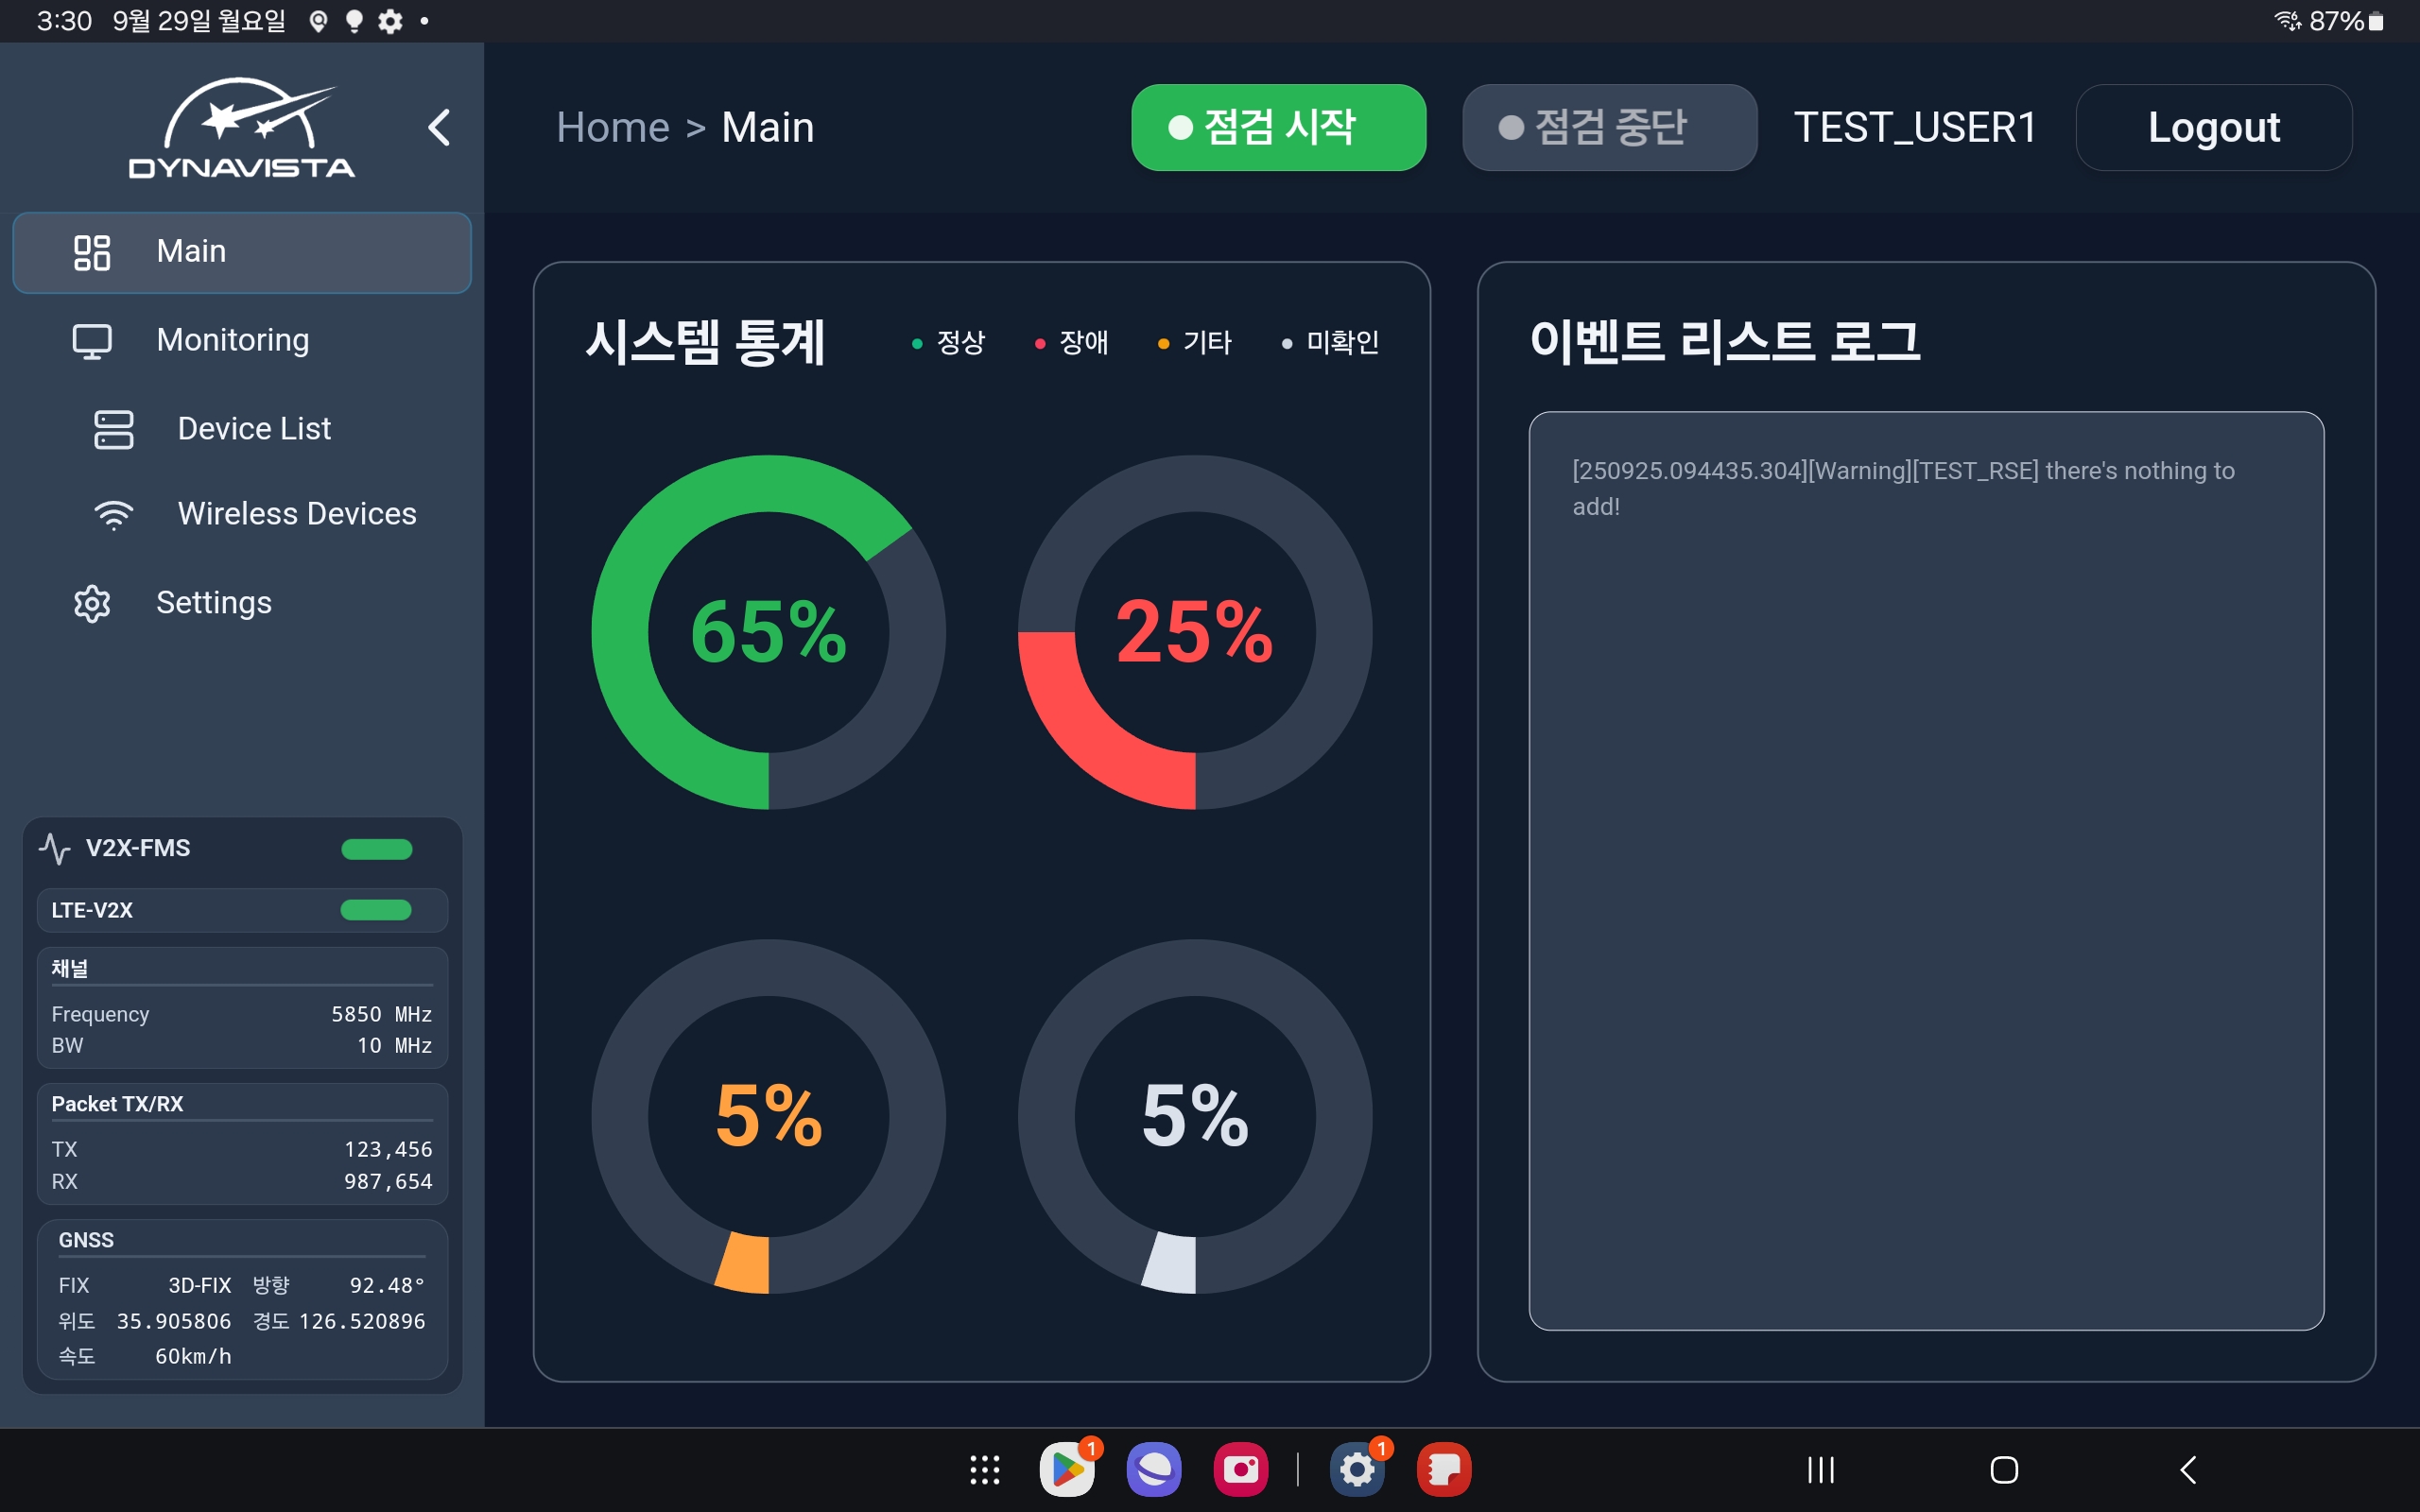 3:30 9월 29일 월요일
87%
DYNAVISTA
Home > Main
점검 시작
점검 중단
TEST_USER1
Logout
Main
Monitoring
Device List
Wireless Devices
Settings
V2X-FMS
LTE-V2X
채널
Frequency 5850 MHz
BW 10 MHz
Packet TX/RX
TX 123,456
RX 987,654
GNSS
FIX 3D-FIX 방향 92.48°
위도 35.905806 경도 126.520896
속도 60km/h
시스템 통계
정상 장애 기타 미확인
65% 25%
5% 5%
이벤트 리스트 로그
[250925.094435.304][Warning][TEST_RSE] there's nothing to
add!
1
1